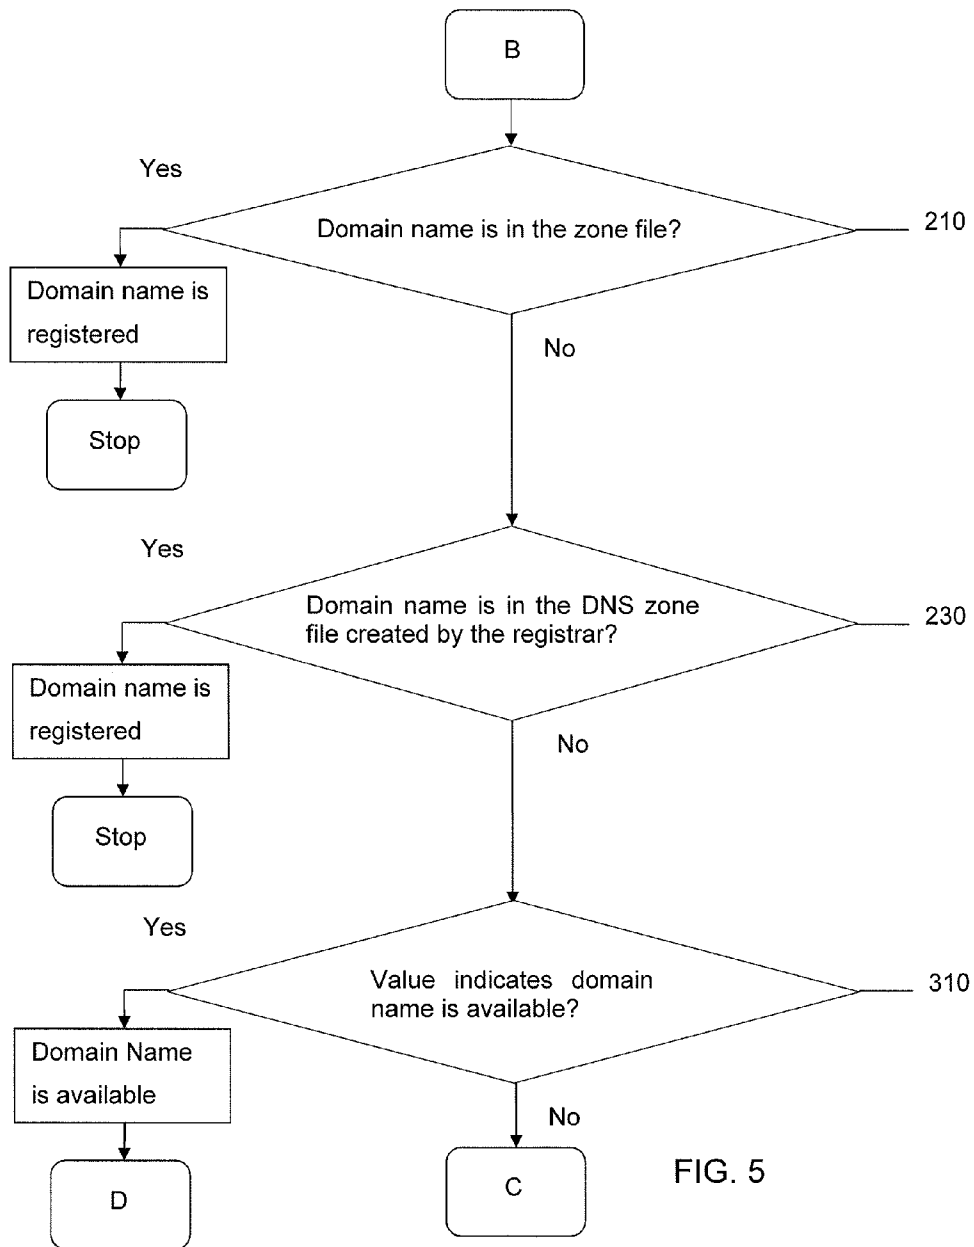 B
Yes
Domain name is in the zone file?
210
Domain name is
registered
No
Stop
Yes
Domain name is in the DNS zone
file created by the registrar?
230
Domain name is
registered
No
Stop
Yes
Value indicates domain
name is available?
310
Domain Name
is available
No
D
C
FIG. 5